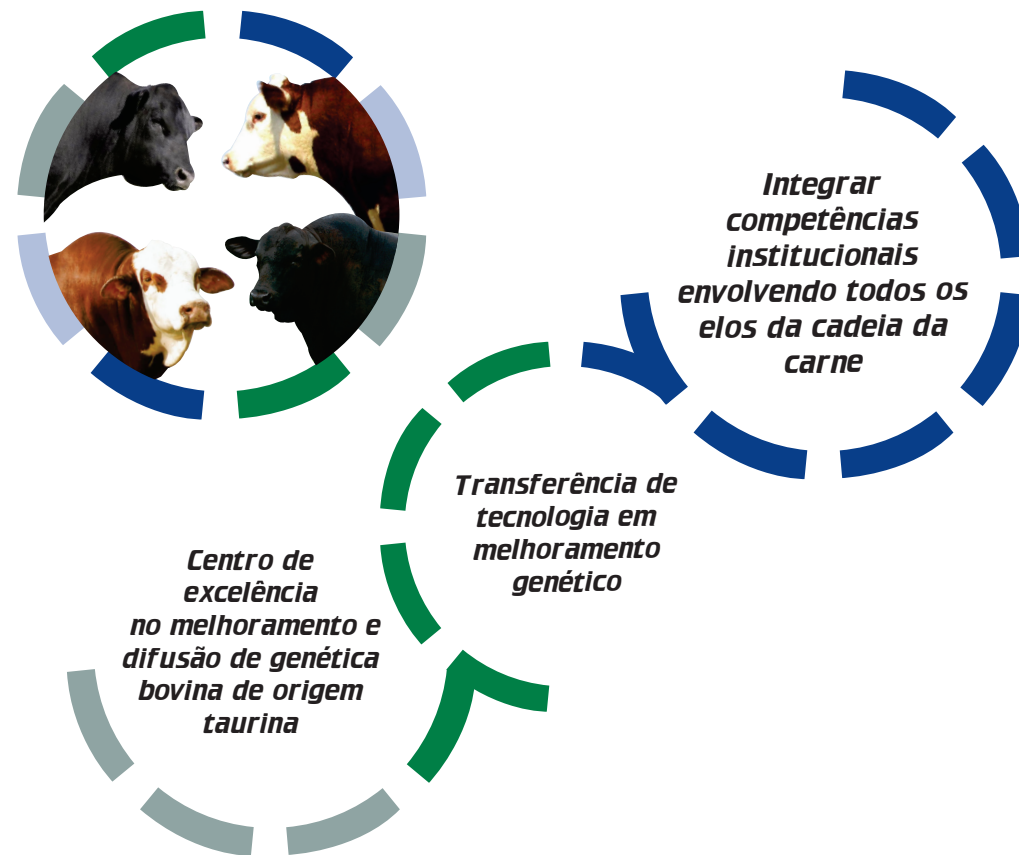 Integrar
competências
institucionais
envolvendo todos os
elos da cadeia da
carne
Transferência de
tecnologia em
melhoramento
genético
Centro de
excelência
no melhoramento e
difusão de genética
bovina de origem
taurina